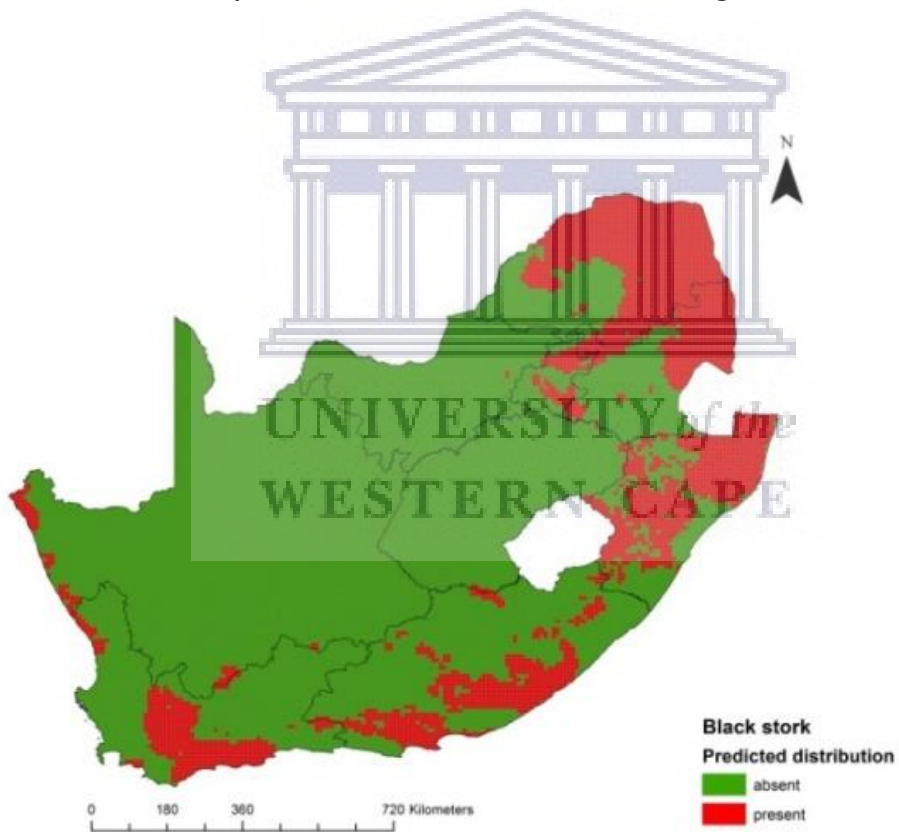 N
UNIVERSITY of the
WESTERN CAPE
Black stork
Predicted distribution
absent
present
0 180 360 720 Kilometers